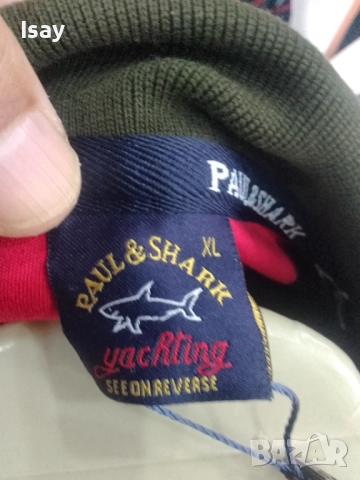 Isay
PAUL&SHARK
PAUL & SHARK
XL
yachting
SEE ON REVERSE
BAZAR